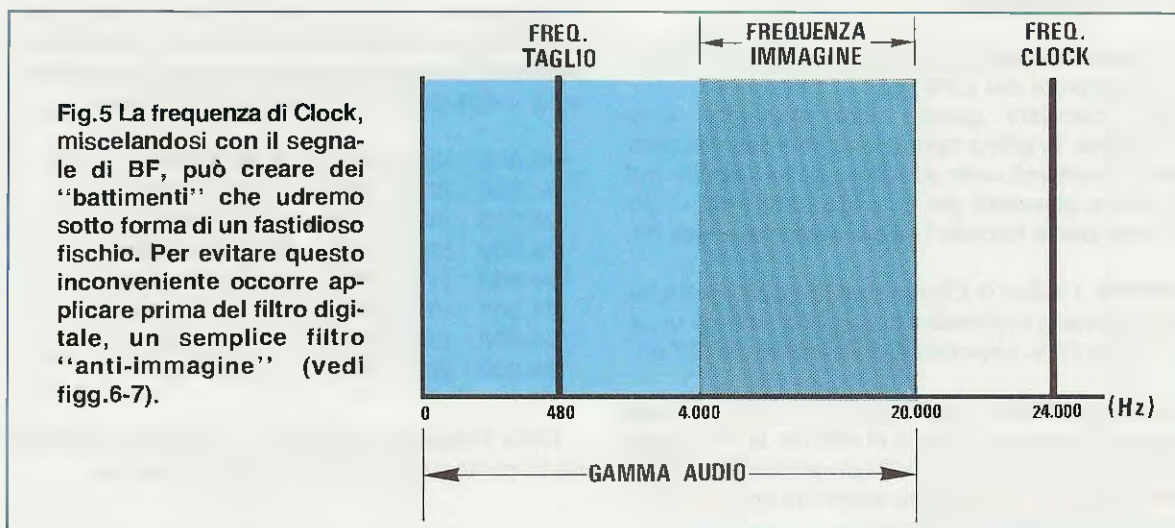 Fig.5 La frequenza di Clock,
miscelandosi con il segna-
le di BF, può creare dei
‘‘battimenti’’ che udremo
sotto forma di un fastidioso
fischio. Per evitare questo
inconveniente occorre ap-
plicare prima del filtro digi-
tale, un semplice filtro
‘‘anti-immagine’’ (vedi
figg.6-7).
FREQ.
TAGLIO
FREQUENZA
IMMAGINE
FREQ.
CLOCK
0 480 4.000 20.000 24.000 (Hz)
GAMMA AUDIO